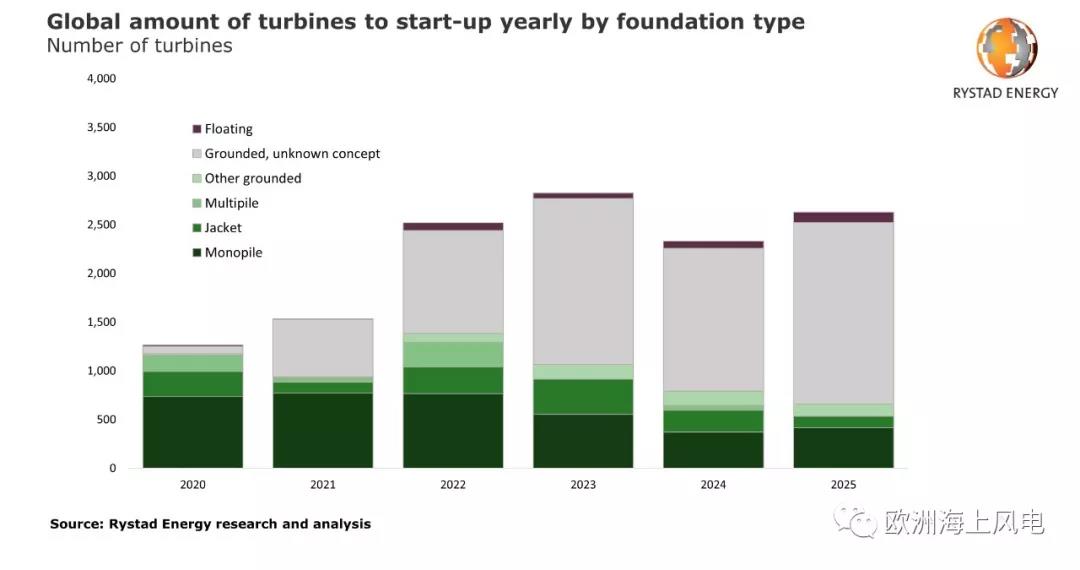 Global amount of turbines to start-up yearly by foundation type
Number of turbines
RYSTAD ENERGY
4,000
3,500
3,000
2,500
2,000
1,500
1,000
500
0
Floating
Grounded, unknown concept
Other grounded
Multipile
Jacket
Monopile
2020 2021 2022 2023 2024 2025
Source: Rystad Energy research and analysis
欧洲海上风电